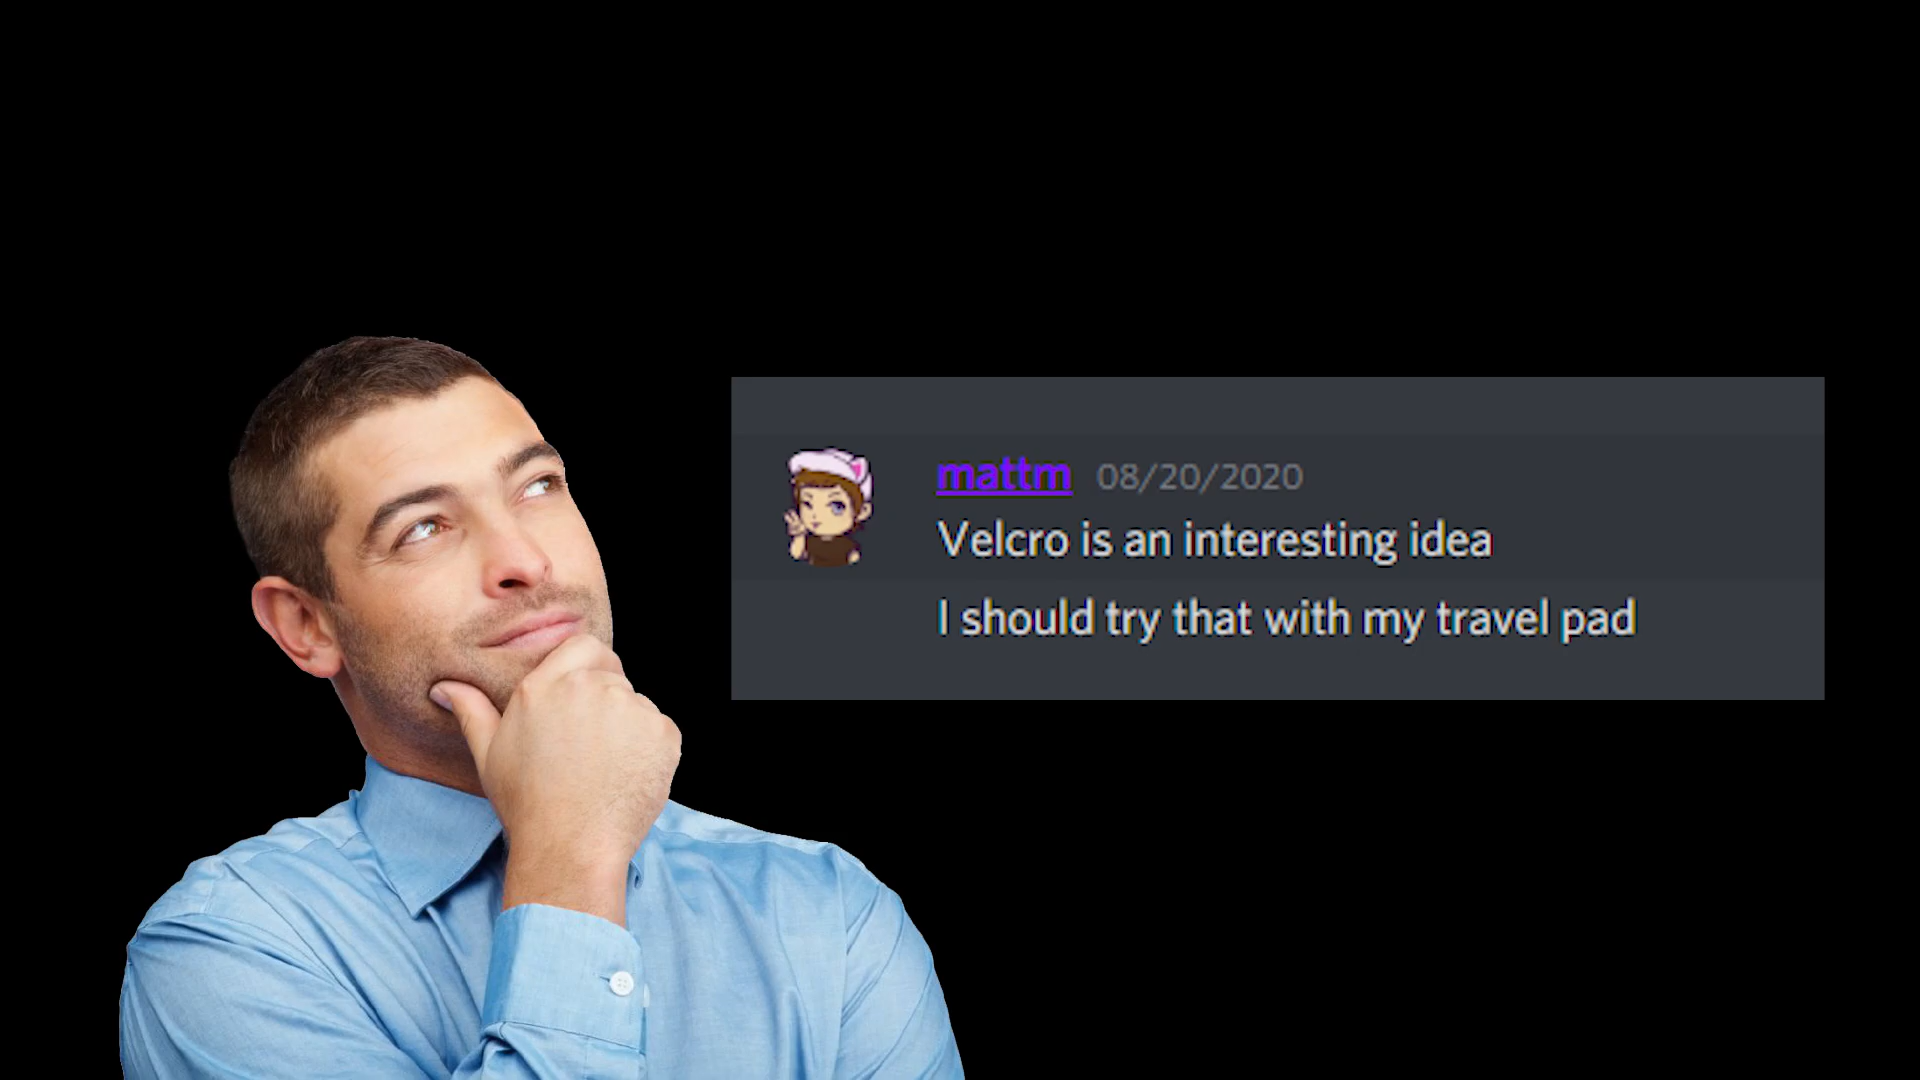 mattm 08/20/2020
Velcro is an interesting idea
I should try that with my travel pad